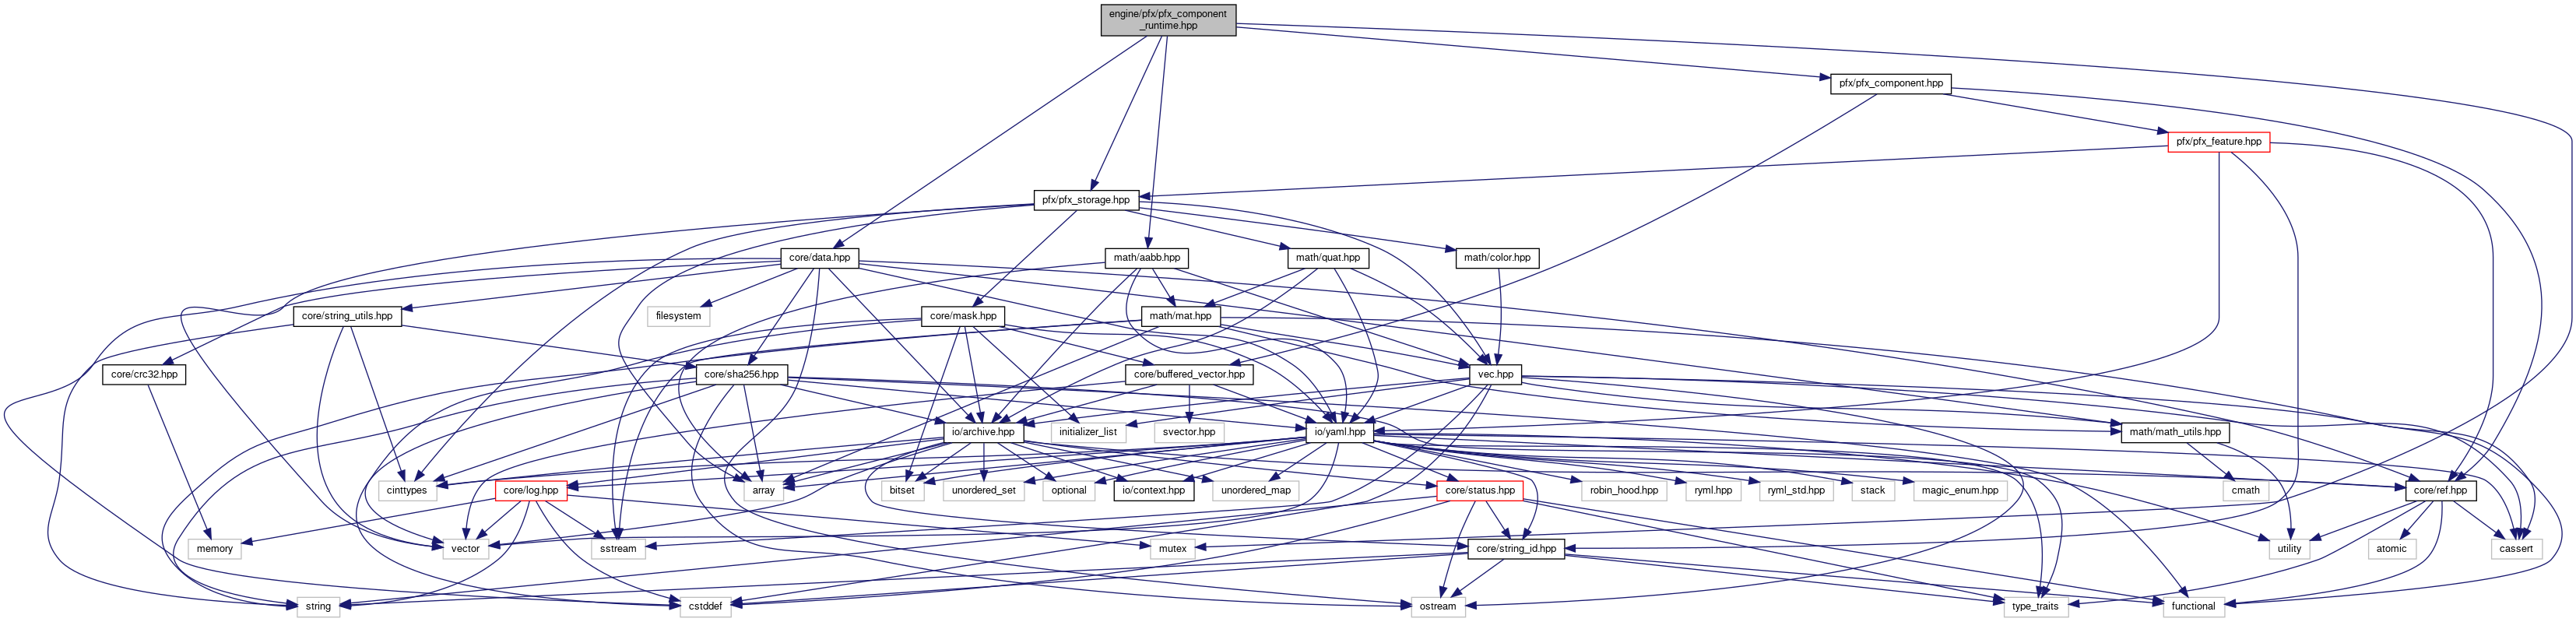 engine/pfx/pfx_component
_runtime.hpp
pfx/pfx_component.hpp
pfx/pfx_feature.hpp
pfx/pfx_storage.hpp
core/data.hpp
math/aabb.hpp
math/quat.hpp
math/color.hpp
core/string_utils.hpp
filesystem
core/mask.hpp
math/mat.hpp
core/crc32.hpp
core/sha256.hpp
core/buffered_vector.hpp
vec.hpp
io/archive.hpp
initializer_list
svector.hpp
io/yaml.hpp
math/math_utils.hpp
cinttypes
core/log.hpp
array
bitset
unordered_set
optional
io/context.hpp
unordered_map
core/status.hpp
robin_hood.hpp
ryml.hpp
ryml_std.hpp
stack
magic_enum.hpp
core/ref.hpp
cmath
memory
vector
sstream
mutex
core/string_id.hpp
utility
atomic
cassert
string
cstddef
ostream
type_traits
functional